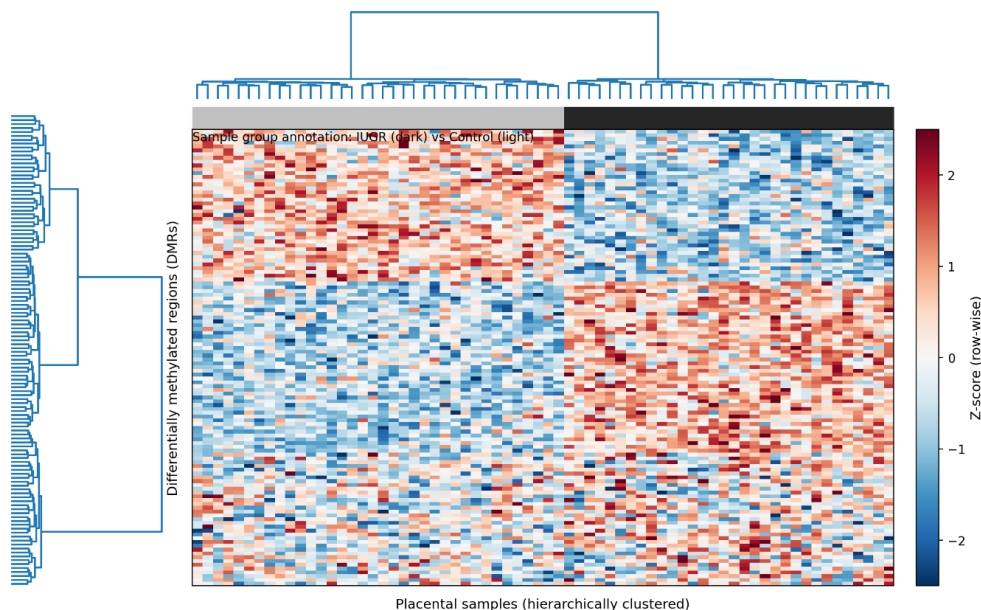 Sample group annotation: IUGR (dark) vs Control (light)
Differentially methylated regions (DMRs)
2
1
0
−1
−2
Z-score (row-wise)
Placental samples (hierarchically clustered)